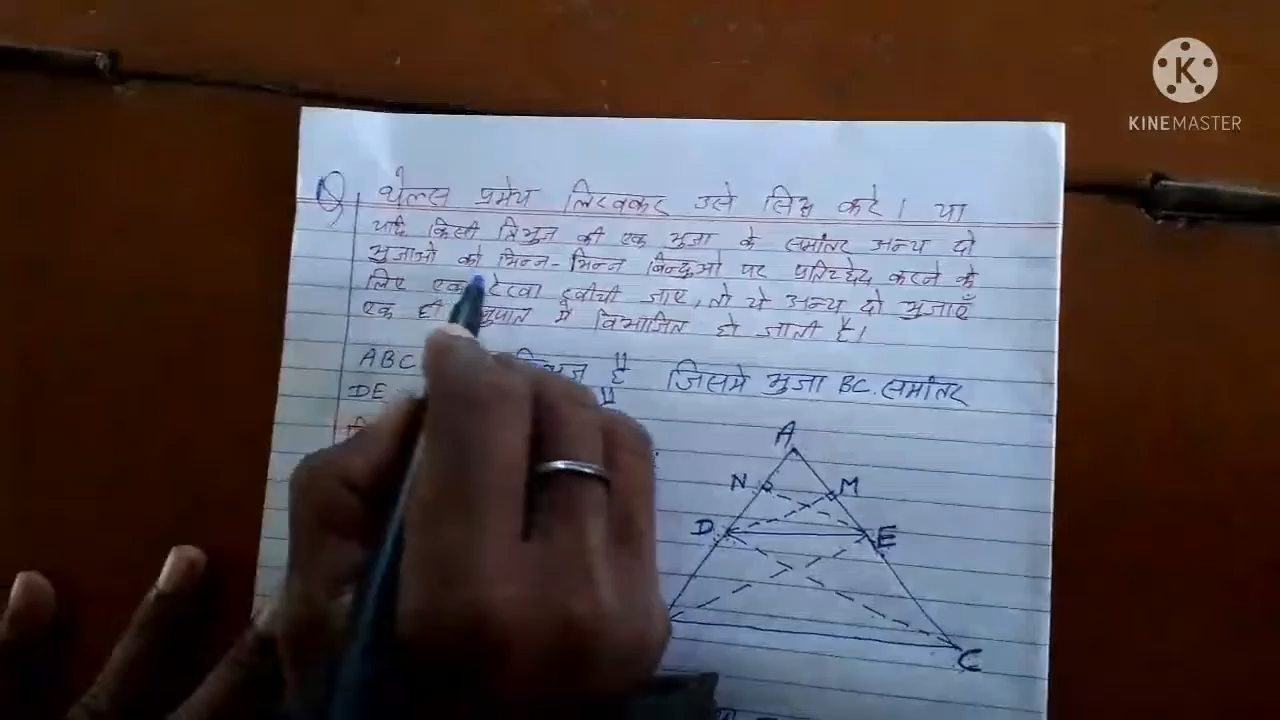 KINEMASTER
Q थेल्स प्रमेय लिखकर उसे सिद्ध करे। या
यदि किसी त्रिभुज की एक भुजा के समांतर अन्य दो
भुजाओ को भिन्न-भिन्न बिन्दुओ पर प्रतिच्छेद करने के
लिए एक रेखा खींची जाए, तो ये अन्य दो भुजाएँ
एक ही में विभाजित हो जाती है।
ABC है जिसमे भुजा BC समांतर
DE
A
N M
D E
C